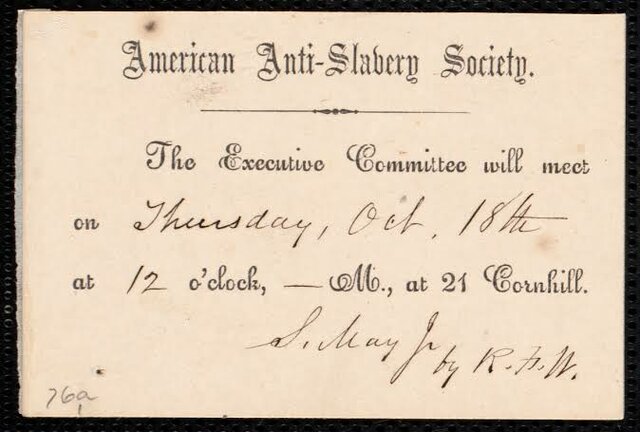 American Anti-Slavery Society.
The Executive Committee will meet
on Thursday, Oct. 18th
at 12 o'clock, — M., at 21 Cornhill.
S. May Jr
by R. F. W.
76a